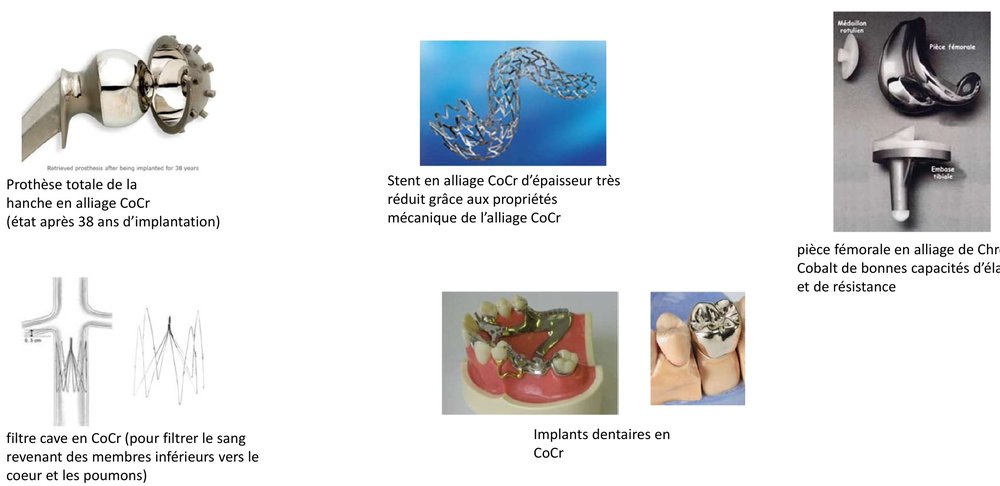 Retrieved prosthesis after being implanted for 38 years
Prothèse totale de la
hanche en alliage CoCr
(état après 38 ans d’implantation)
Stent en alliage CoCr d’épaisseur très
réduit grâce aux propriétés
mécanique de l’alliage CoCr
Médaillon
rotulien
Pièce fémorale
Embase
tibiale
pièce fémorale en alliage de Chr
Cobalt de bonnes capacités d’éla
et de résistance
0.5 cm
filtre cave en CoCr (pour filtrer le sang
revenant des membres inférieurs vers le
coeur et les poumons)
Implants dentaires en
CoCr